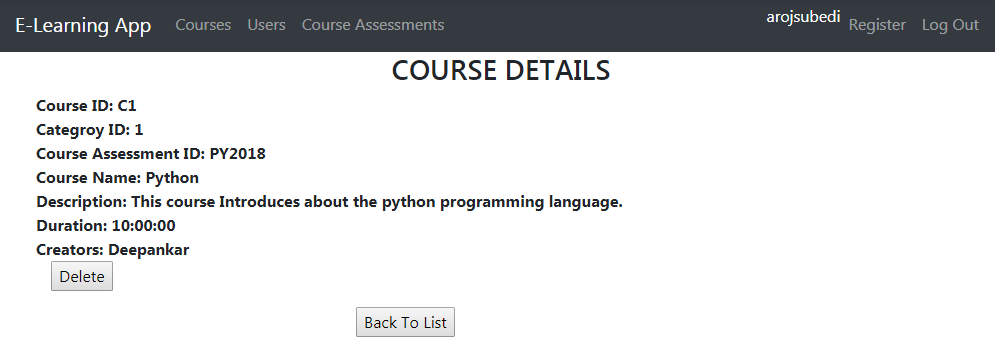 E-Learning App Courses Users Course Assessments arojsubedi Register Log Out
COURSE DETAILS
Course ID: C1
Categroy ID: 1
Course Assessment ID: PY2018
Course Name: Python
Description: This course Introduces about the python programming language.
Duration: 10:00:00
Creators: Deepankar
Delete
Back To List